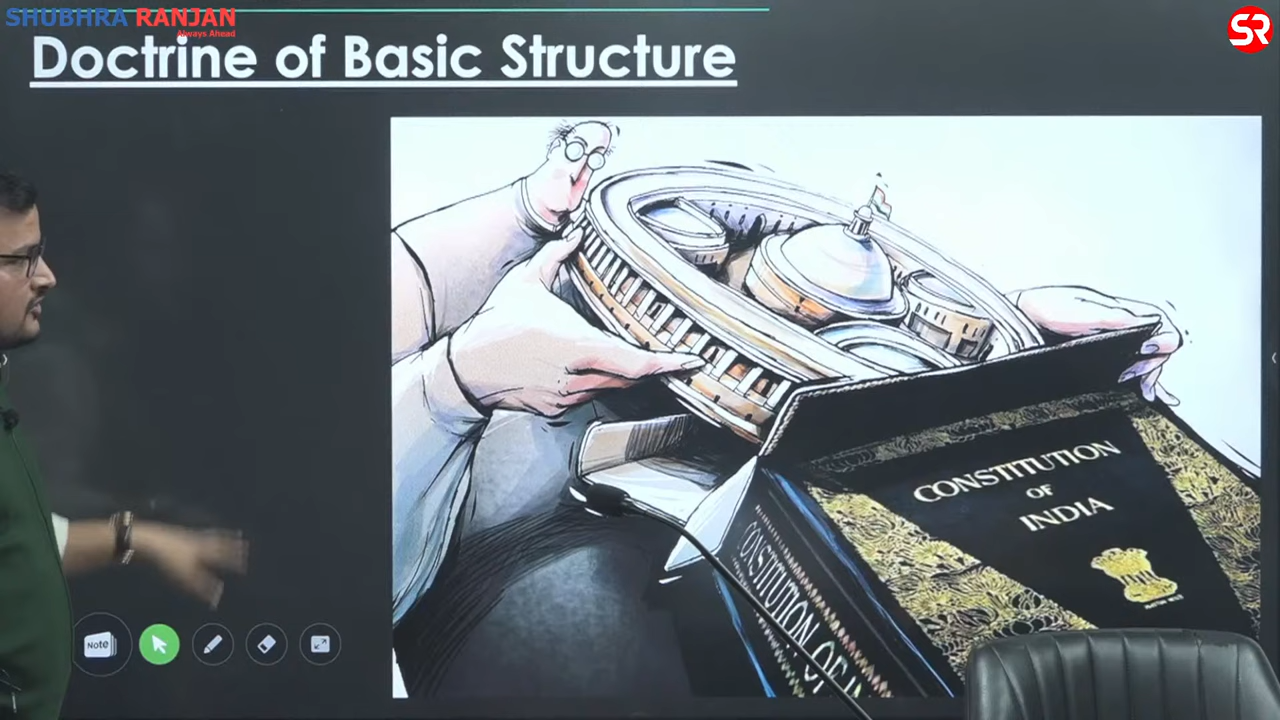 SHUBHRA RANJAN
Always Ahead
SR
Doctrine of Basic Structure
CONSTITUTION
OF
INDIA
CONSTITUTION OF
Note